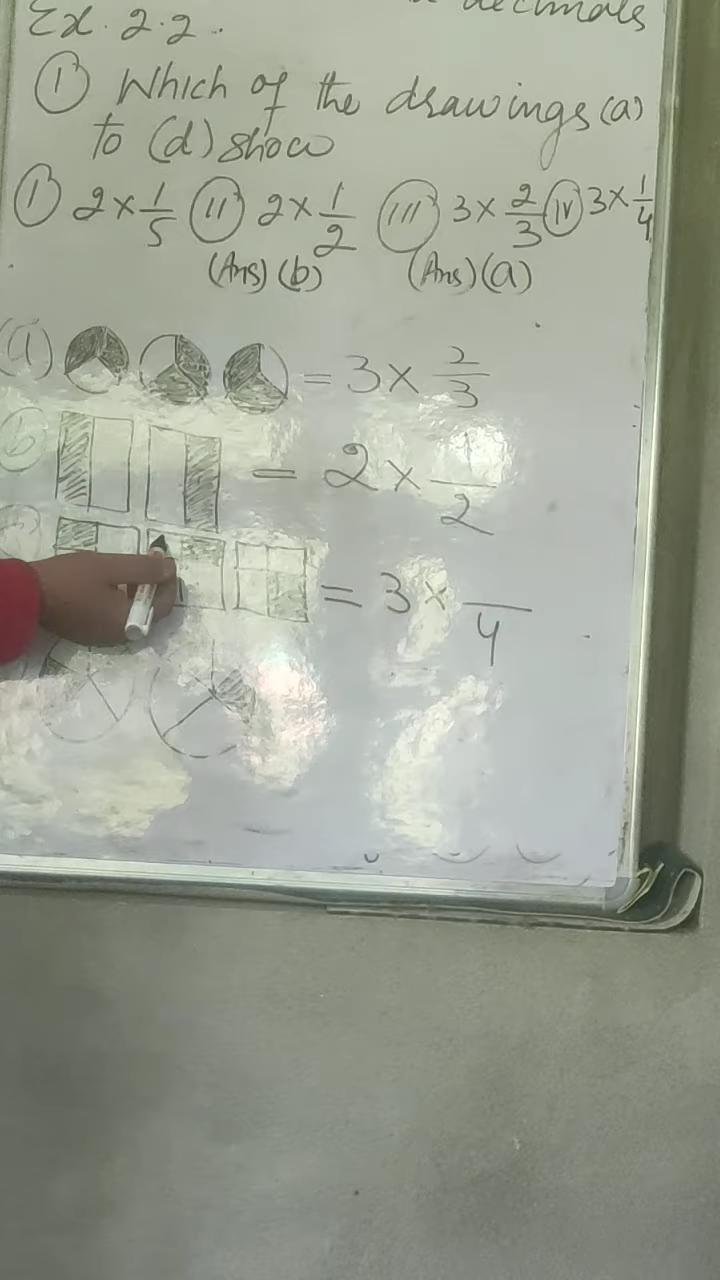 Ex. 2.2.
decimals
① Which of the drawings (a)
to (d) show
① 2 × 1/5 (ii) 2 × 1/2 (iii) 3 × 2/3 (iv) 3 × 1/4
(Ans) (b) (Ans) (a)
(a) = 3 × 2/3
(b) = 2 × 1/2
= 3 × /4